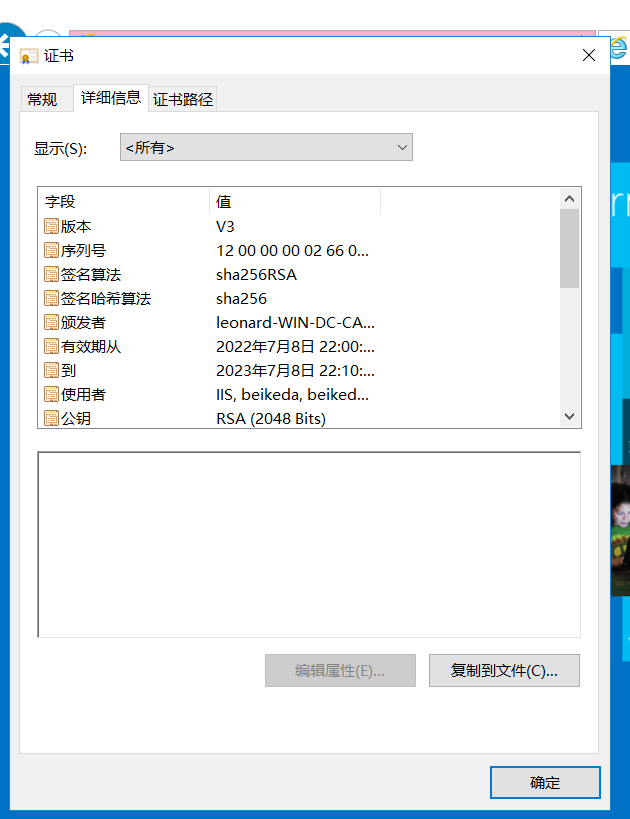 证书
常规 详细信息 证书路径
显示(S): <所有>
字段 值
版本 V3
序列号 12 00 00 00 02 66 0...
签名算法 sha256RSA
签名哈希算法 sha256
颁发者 leonard-WIN-DC-CA...
有效期从 2022年7月8日 22:00:...
到 2023年7月8日 22:10:...
使用者 IIS, beikeda, beiked...
公钥 RSA (2048 Bits)
编辑属性(E)... 复制到文件(C)...
确定